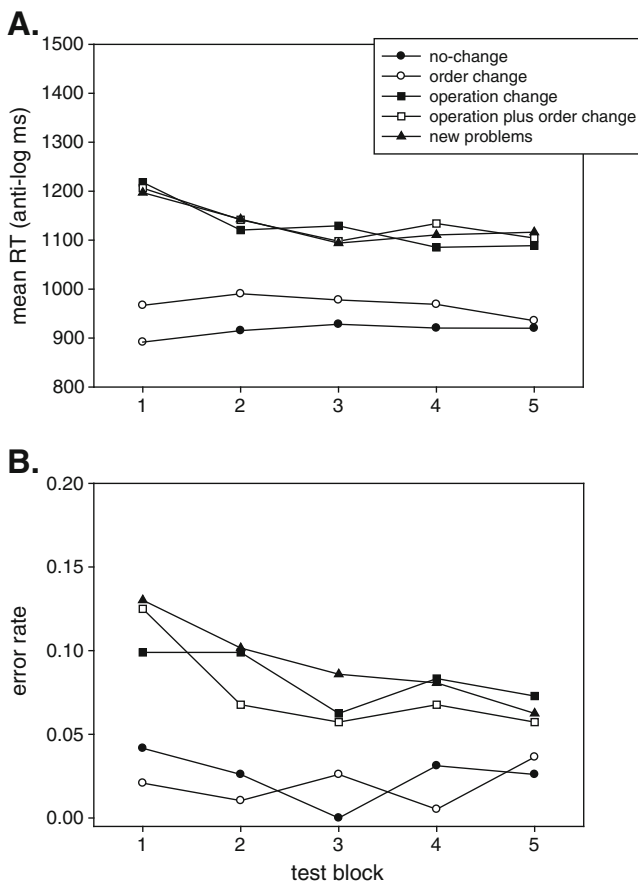 A.
1500
1400
1300
1200
1100
1000
900
800
mean RT (anti-log ms)
no-change
order change
operation change
operation plus order change
new problems
1 2 3 4 5
B.
0.20
0.15
0.10
0.05
0.00
error rate
1 2 3 4 5
test block